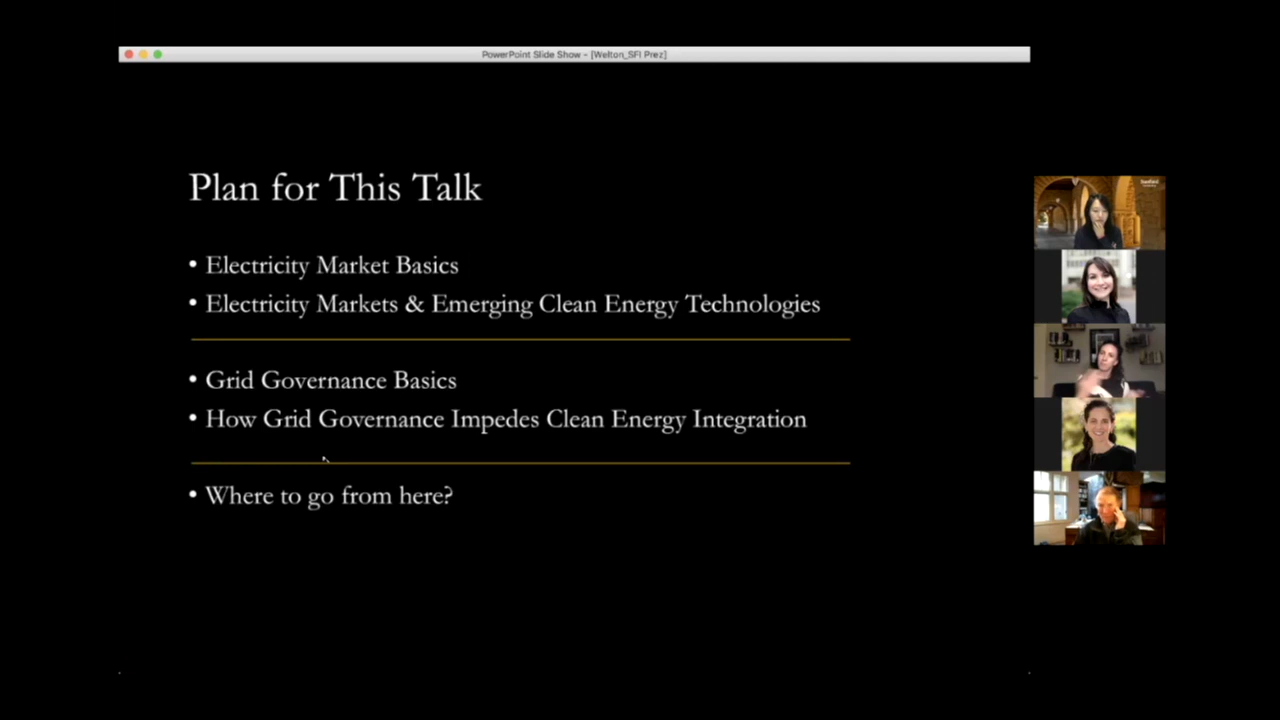 PowerPoint Slide Show - [Welton_SFI Prez]
Plan for This Talk
• Electricity Market Basics
• Electricity Markets & Emerging Clean Energy Technologies
• Grid Governance Basics
• How Grid Governance Impedes Clean Energy Integration
• Where to go from here?